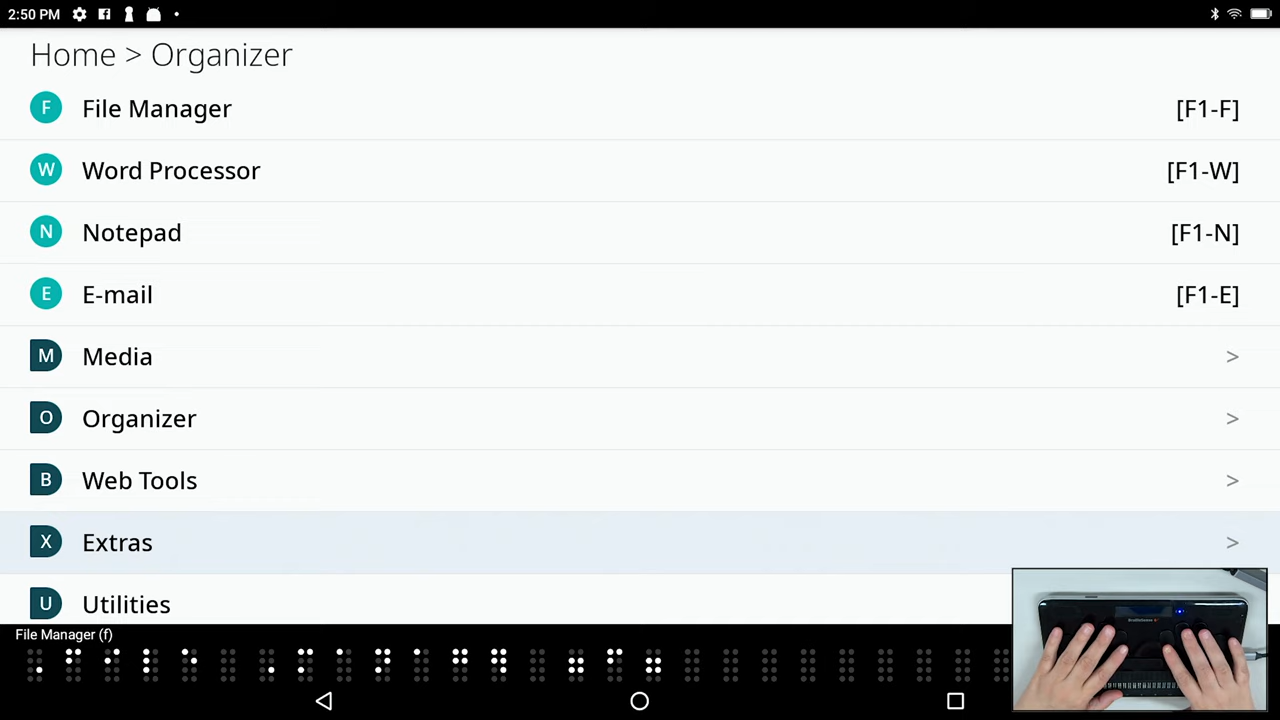 2:50 PM
Home > Organizer
F File Manager [F1-F]
W Word Processor [F1-W]
N Notepad [F1-N]
E E-mail [F1-E]
M Media >
O Organizer >
B Web Tools >
X Extras >
U Utilities
File Manager (f)